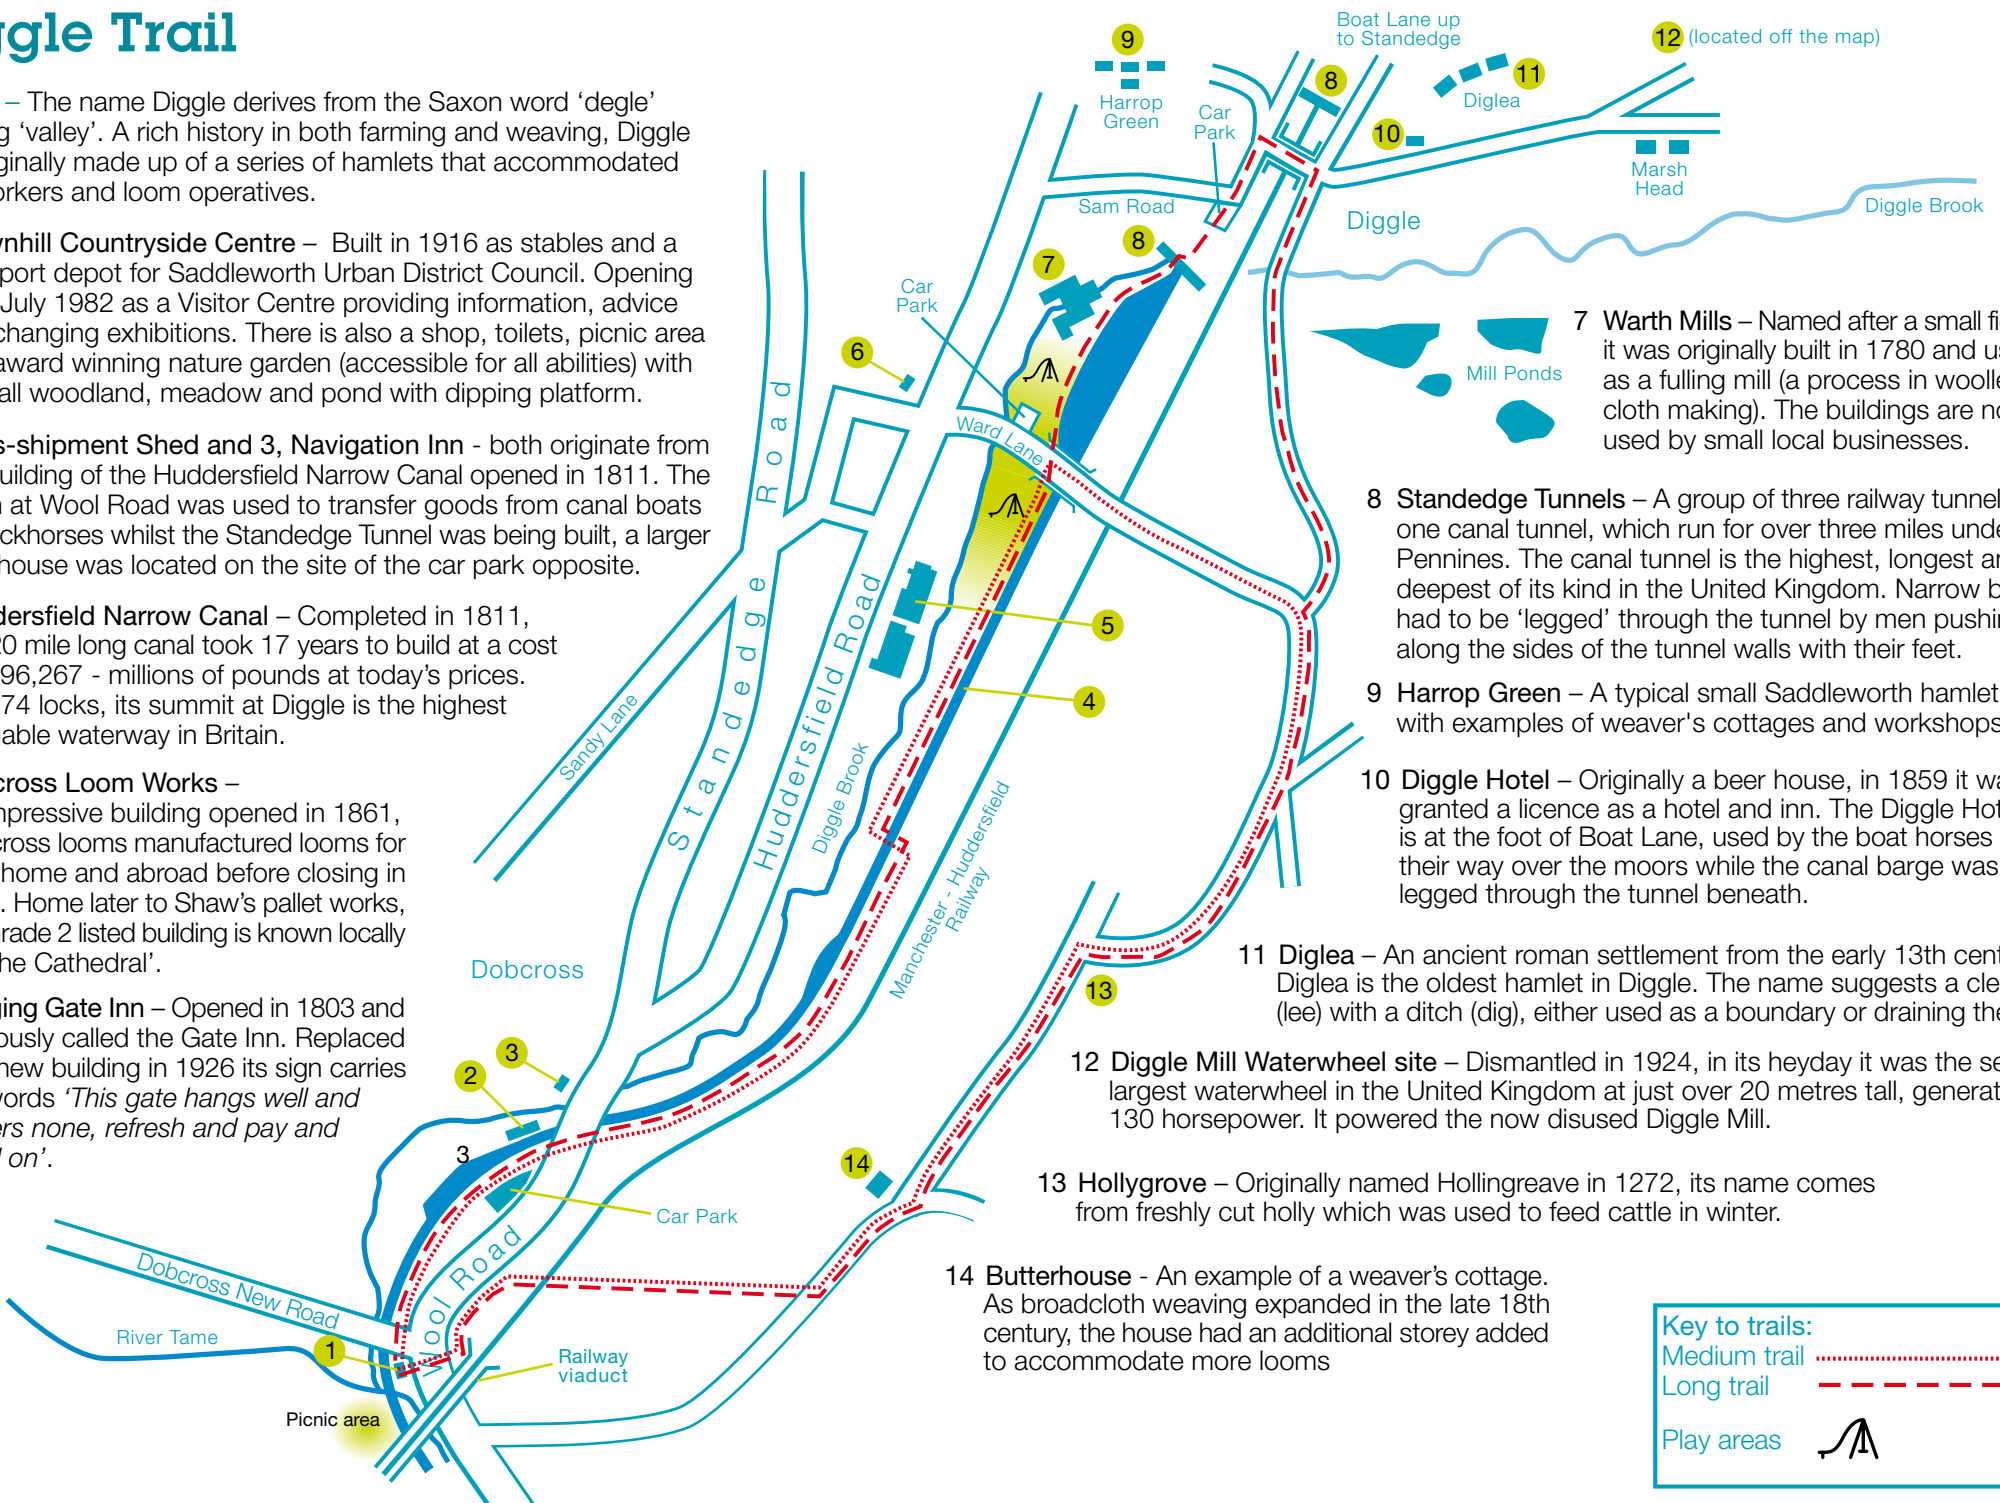 ggle Trail
– The name Diggle derives from the Saxon word ‘degle’
g ‘valley’. A rich history in both farming and weaving, Diggle
ginally made up of a series of hamlets that accommodated
orkers and loom operatives.
wnhill Countryside Centre – Built in 1916 as stables and a
port depot for Saddleworth Urban District Council. Opening
July 1982 as a Visitor Centre providing information, advice
changing exhibitions. There is also a shop, toilets, picnic area
award winning nature garden (accessible for all abilities) with
all woodland, meadow and pond with dipping platform.
s-shipment Shed and 3, Navigation Inn - both originate from
uilding of the Huddersfield Narrow Canal opened in 1811. The
n at Wool Road was used to transfer goods from canal boats
ckhorses whilst the Standedge Tunnel was being built, a larger
house was located on the site of the car park opposite.
dersfield Narrow Canal – Completed in 1811,
20 mile long canal took 17 years to build at a cost
96,267 - millions of pounds at today’s prices.
74 locks, its summit at Diggle is the highest
able waterway in Britain.
cross Loom Works –
mpressive building opened in 1861,
cross looms manufactured looms for
home and abroad before closing in
. Home later to Shaw’s pallet works,
rade 2 listed building is known locally
he Cathedral’.
ging Gate Inn – Opened in 1803 and
ously called the Gate Inn. Replaced
new building in 1926 its sign carries
words ‘This gate hangs well and
ers none, refresh and pay and
l on’.
9
Harrop
Green
Car
Park
Boat Lane up
to Standedge
8
11
Diglea
10
12 (located off the map)
Marsh
Head
Diggle Brook
Diggle
Sam Road
8
7
Car
Park
6
Ward Lane
Mill Ponds
Standedge Road
Huddersfield Road
Sandy Lane
Diggle Brook
5
4
Manchester - Huddersfield
Railway
Dobcross
3
2
3
13
14
Car Park
Wool Road
Dobcross New Road
River Tame
1
Railway
viaduct
Picnic area
7 Warth Mills – Named after a small fi
it was originally built in 1780 and us
as a fulling mill (a process in woolle
cloth making). The buildings are no
used by small local businesses.
8 Standedge Tunnels – A group of three railway tunnel
one canal tunnel, which run for over three miles unde
Pennines. The canal tunnel is the highest, longest a
deepest of its kind in the United Kingdom. Narrow b
had to be ‘legged’ through the tunnel by men pushin
along the sides of the tunnel walls with their feet.
9 Harrop Green – A typical small Saddleworth hamlet
with examples of weaver's cottages and workshops
10 Diggle Hotel – Originally a beer house, in 1859 it wa
granted a licence as a hotel and inn. The Diggle Hot
is at the foot of Boat Lane, used by the boat horses
their way over the moors while the canal barge was
legged through the tunnel beneath.
11 Diglea – An ancient roman settlement from the early 13th cent
Diglea is the oldest hamlet in Diggle. The name suggests a cle
(lee) with a ditch (dig), either used as a boundary or draining the
12 Diggle Mill Waterwheel site – Dismantled in 1924, in its heyday it was the se
largest waterwheel in the United Kingdom at just over 20 metres tall, generat
130 horsepower. It powered the now disused Diggle Mill.
13 Hollygrove – Originally named Hollingreave in 1272, its name comes
from freshly cut holly which was used to feed cattle in winter.
14 Butterhouse - An example of a weaver’s cottage.
As broadcloth weaving expanded in the late 18th
century, the house had an additional storey added
to accommodate more looms
Key to trails:
Medium trail
Long trail
Play areas